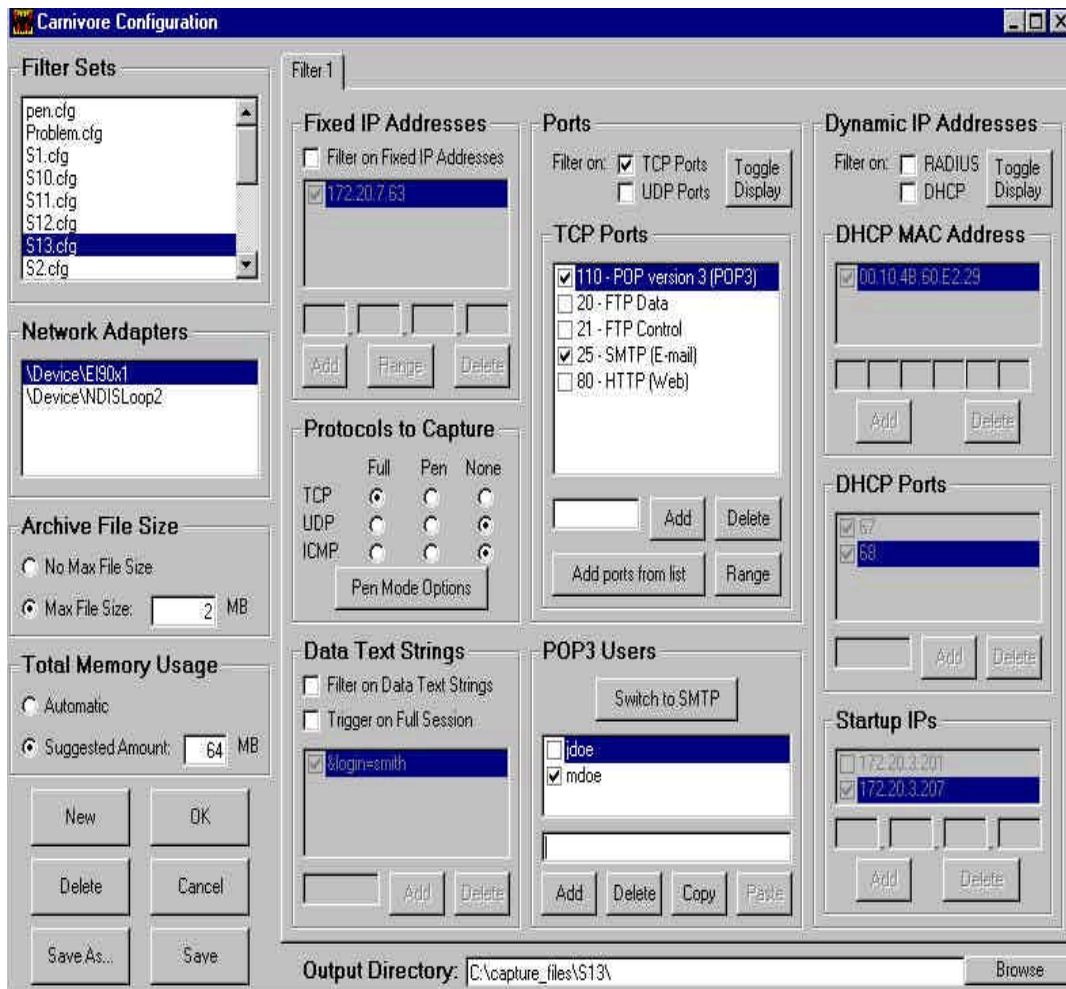 Carnivore Configuration
Filter Sets
pen.cfg
Problem.cfg
S1.cfg
S10.cfg
S11.cfg
S12.cfg
S13.cfg
S2.cfg
Network Adapters
\Device\El90x1
\Device\NDISLoop2
Archive File Size
No Max File Size
Max File Size: 2 MB
Total Memory Usage
Automatic
Suggested Amount: 64 MB
New OK
Delete Cancel
Save As... Save
Filter 1
Fixed IP Addresses
Filter on Fixed IP Addresses
172.20.7.63
Add Range Delete
Protocols to Capture
Full Pen None
TCP
UDP
ICMP
Pen Mode Options
Data Text Strings
Filter on Data Text Strings
Trigger on Full Session
&login=smith
Add Delete
Ports
Filter on: TCP Ports
UDP Ports
Toggle
Display
TCP Ports
110 - POP version 3 (POP3)
20 - FTP Data
21 - FTP Control
25 - SMTP (E-mail)
80 - HTTP (Web)
Add Delete
Add ports from list Range
POP3 Users
Switch to SMTP
jdoe
mdoe
Add Delete Copy Paste
Dynamic IP Addresses
Filter on: RADIUS
DHCP
Toggle
Display
DHCP MAC Address
00.10.4B.60.E2.29
Add Delete
DHCP Ports
67
68
Add Delete
Startup IPs
172.20.3.201
172.20.3.207
Add Delete
Output Directory: C:\capture_files\S13\ Browse